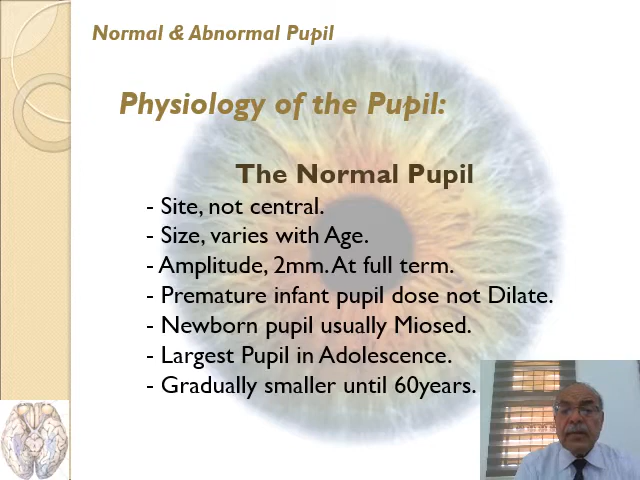 Normal & Abnormal Pupil
Physiology of the Pupil:
The Normal Pupil
- Site, not central.
- Size, varies with Age.
- Amplitude, 2mm. At full term.
- Premature infant pupil dose not Dilate.
- Newborn pupil usually Miosed.
- Largest Pupil in Adolescence.
- Gradually smaller until 60years.